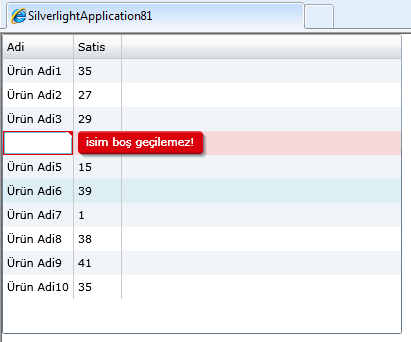 SilverlightApplication81
Adi Satis
Ürün Adi1 35
Ürün Adi2 27
Ürün Adi3 29
isim boş geçilemez!
Ürün Adi5 15
Ürün Adi6 39
Ürün Adi7 1
Ürün Adi8 38
Ürün Adi9 41
Ürün Adi10 35